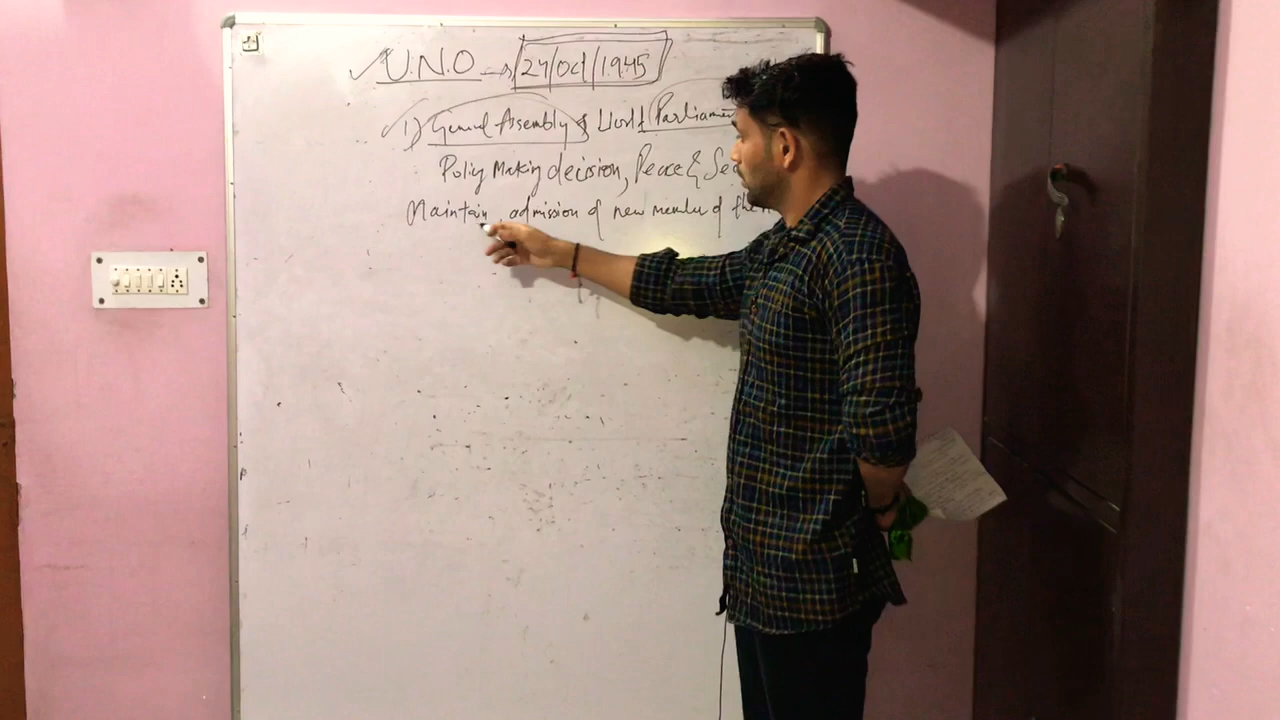 U.N.O → 24/Oct/1945
1) General Assembly World Parliament
Policy Making decision, Peace &
Maintain, admission of new member of the